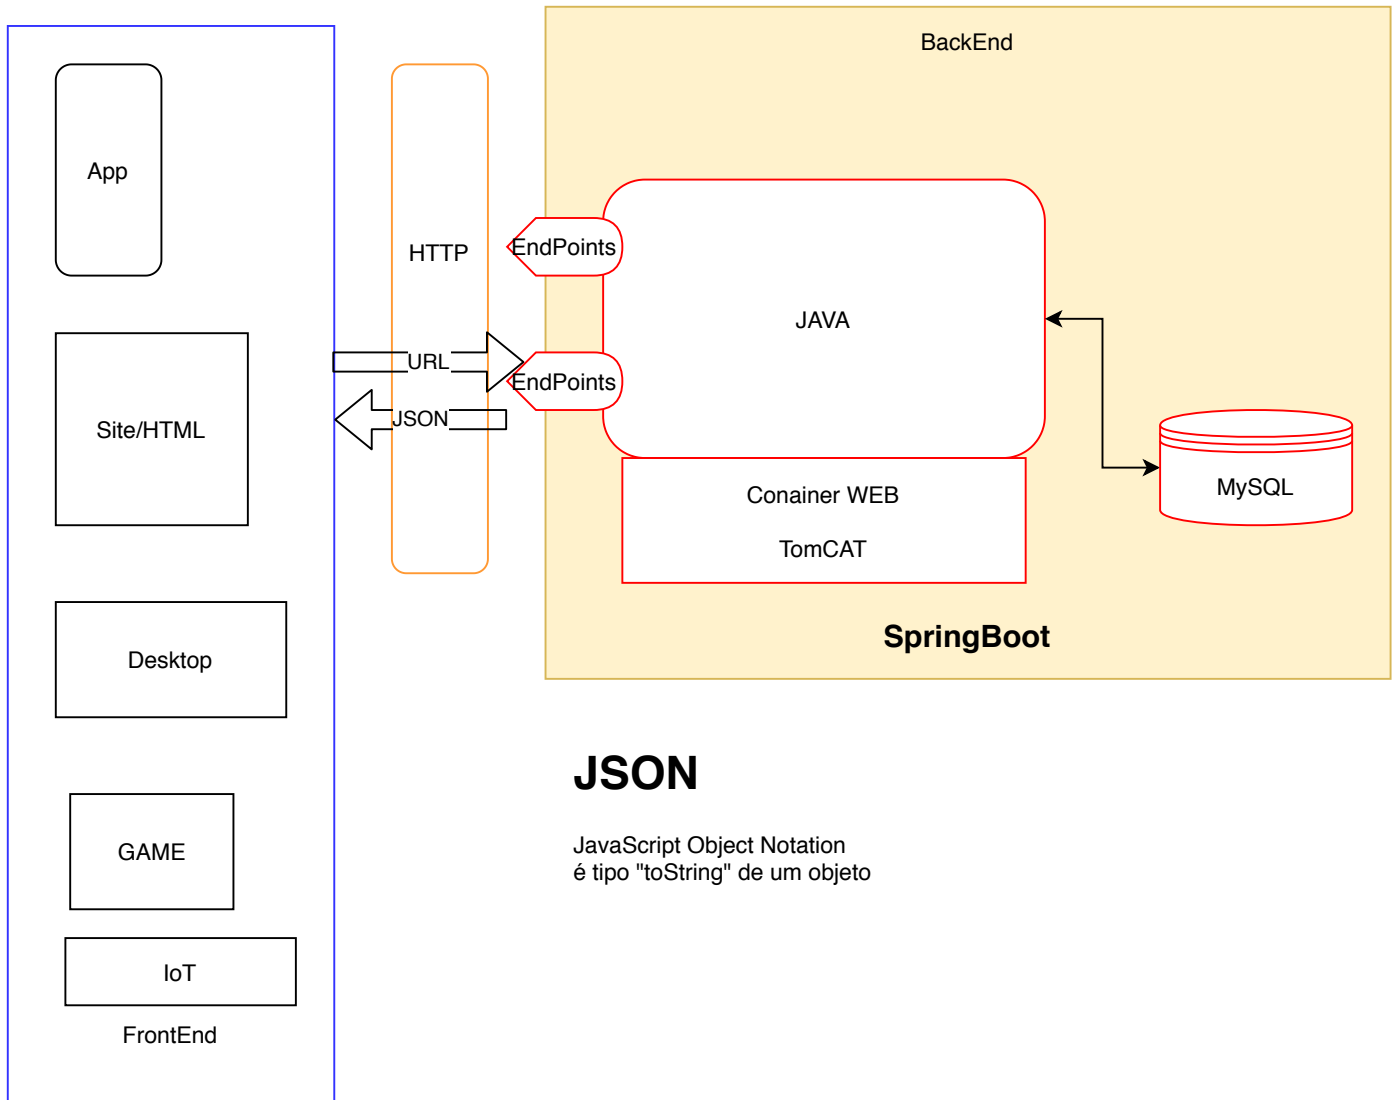 BackEnd
App
HTTP
EndPoints
JAVA
URL
EndPoints
JSON
Site/HTML
MySQL
Conainer WEB
TomCAT
SpringBoot
Desktop
JSON
JavaScript Object Notation
é tipo "toString" de um objeto
GAME
IoT
FrontEnd